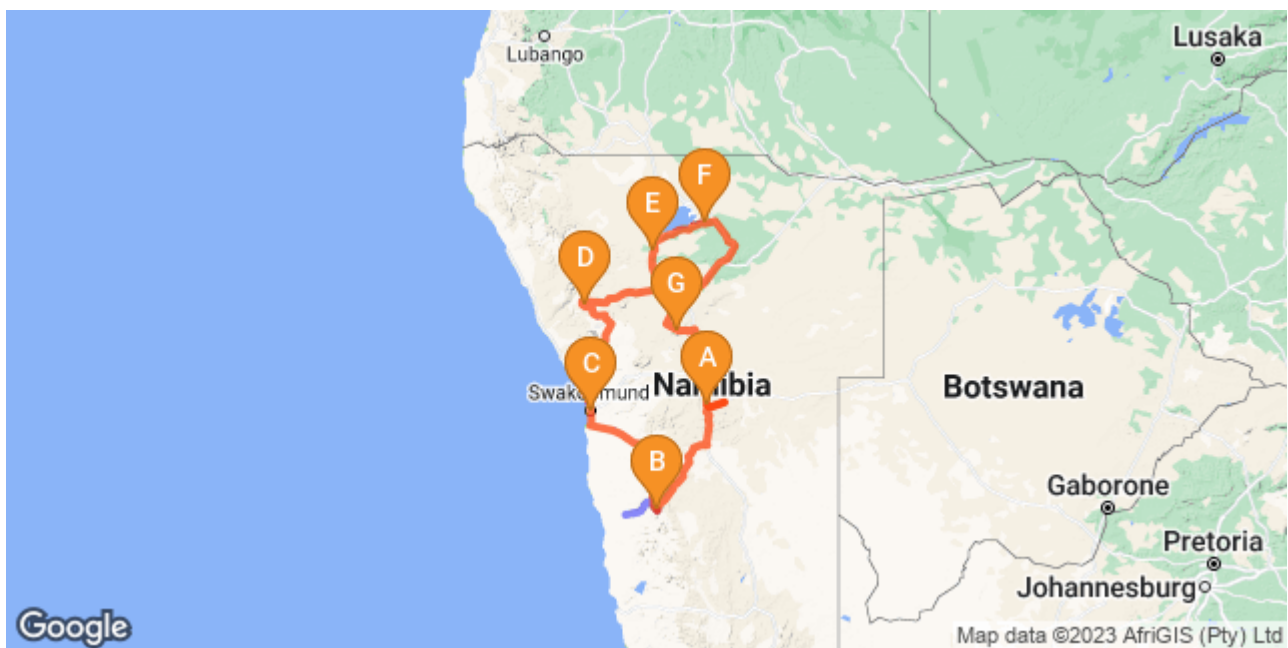 Lubango
Lusaka
F
E
D
G
A
C
Swakopmund
Namibia
Botswana
B
Gaborone
Pretoria
Johannesburg
Google
Map data ©2023 AfriGIS (Pty) Ltd